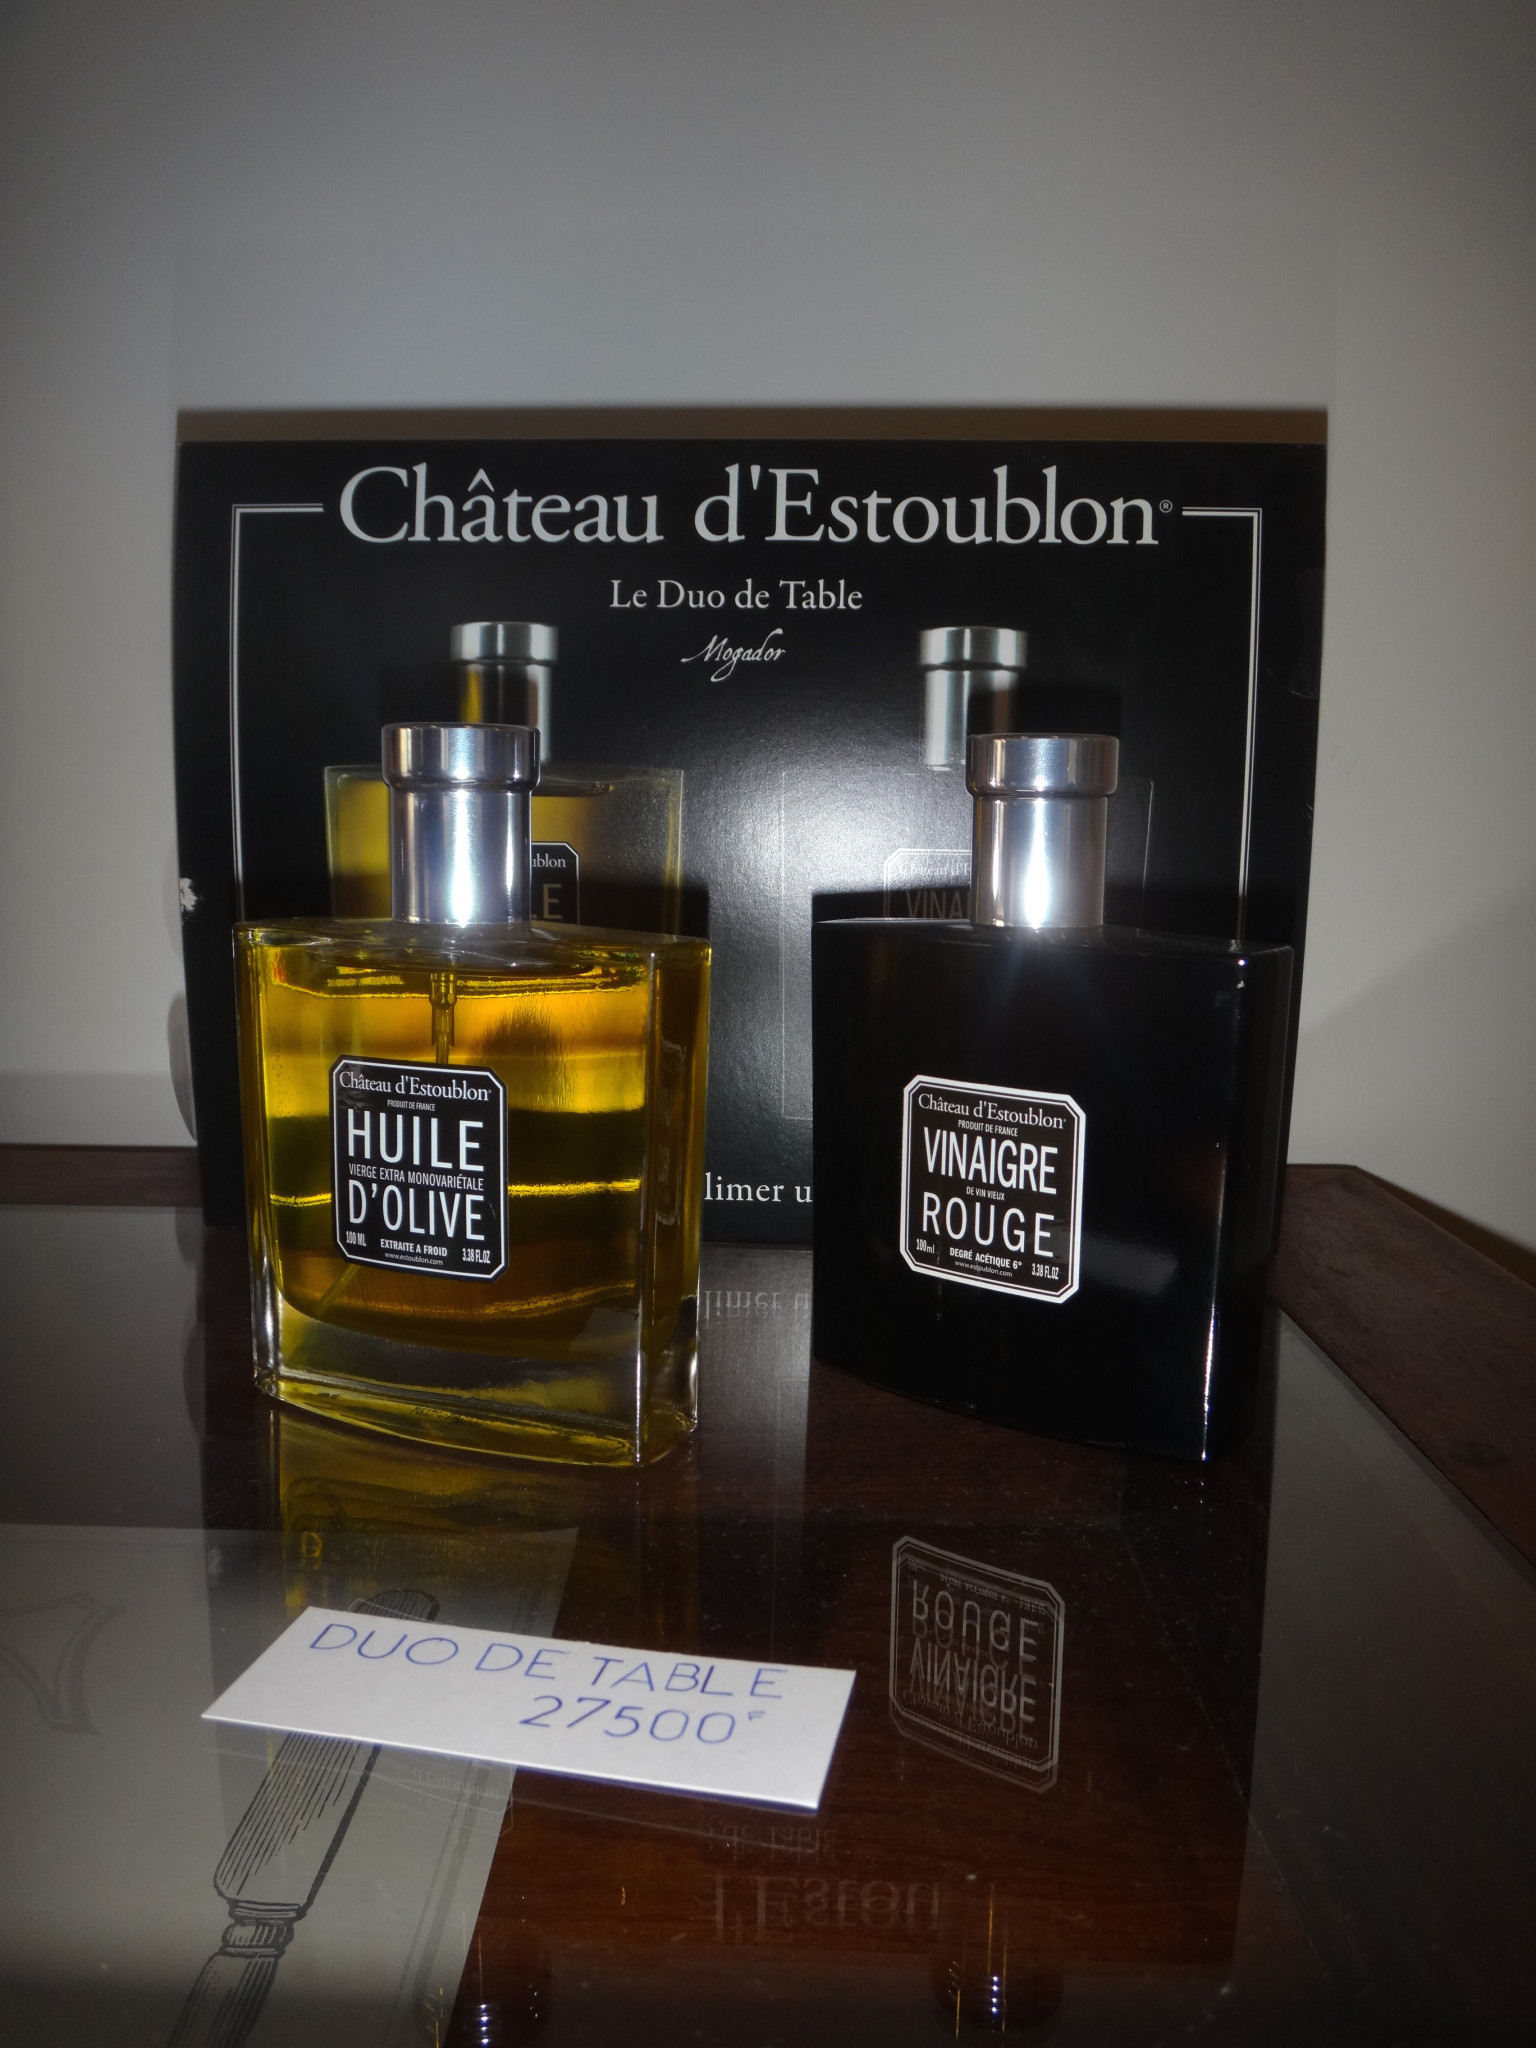 Château d'Estoublon®
Le Duo de Table
Mogador
Château d'Estoublon
PRODUIT DE FRANCE
HUILE
VIERGE EXTRA MONOVARIÉTALE
D'OLIVE
100 ML EXTRAITE A FROID 3.38 FL.OZ
www.estoublon.com
Château d'Estoublon
PRODUIT DE FRANCE
VINAIGRE
DE VIN VIEUX
ROUGE
100ml DEGRÉ ACÉTIQUE 6° 3.38 FL.OZ
www.estoublon.com
DUO DE TABLE
27500F